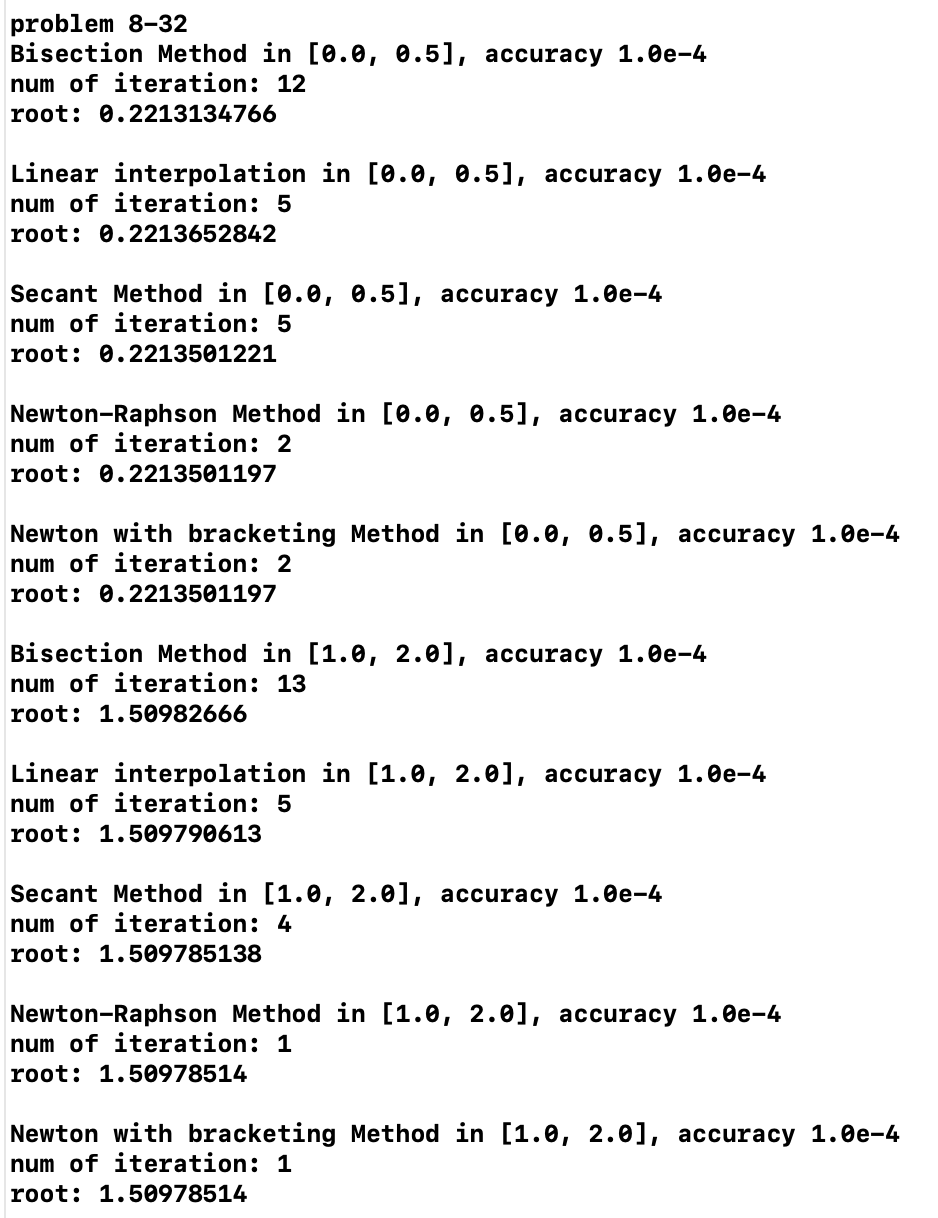 problem 8-32
Bisection Method in [0.0, 0.5], accuracy 1.0e-4
num of iteration: 12
root: 0.2213134766
Linear interpolation in [0.0, 0.5], accuracy 1.0e-4
num of iteration: 5
root: 0.2213652842
Secant Method in [0.0, 0.5], accuracy 1.0e-4
num of iteration: 5
root: 0.2213501221
Newton-Raphson Method in [0.0, 0.5], accuracy 1.0e-4
num of iteration: 2
root: 0.2213501197
Newton with bracketing Method in [0.0, 0.5], accuracy 1.0e-4
num of iteration: 2
root: 0.2213501197
Bisection Method in [1.0, 2.0], accuracy 1.0e-4
num of iteration: 13
root: 1.50982666
Linear interpolation in [1.0, 2.0], accuracy 1.0e-4
num of iteration: 5
root: 1.509790613
Secant Method in [1.0, 2.0], accuracy 1.0e-4
num of iteration: 4
root: 1.509785138
Newton-Raphson Method in [1.0, 2.0], accuracy 1.0e-4
num of iteration: 1
root: 1.50978514
Newton with bracketing Method in [1.0, 2.0], accuracy 1.0e-4
num of iteration: 1
root: 1.50978514